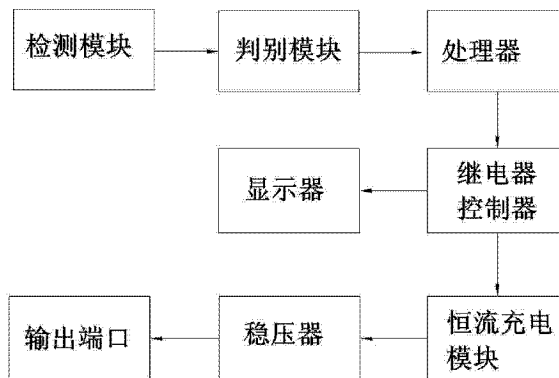 检测模块
判别模块
处理器
显示器
继电器
控制器
输出端口
稳压器
恒流充电
模块